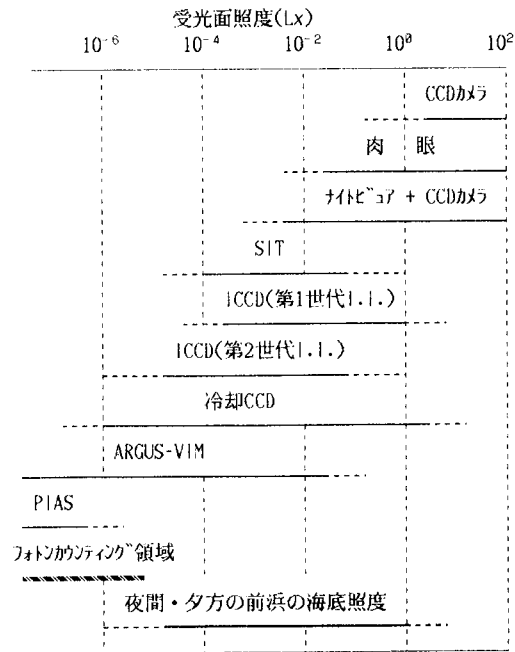 受光面照度(Lx)
10⁻⁶ 10⁻⁴ 10⁻² 10⁰ 10²
CCDカメラ
肉 眼
ナイトビュア + CCDカメラ
SIT
ICCD(第1世代I.I.)
ICCD(第2世代I.I.)
冷却CCD
ARGUS-VIM
PIAS
フォトンカウンティング領域
夜間・夕方の前浜の海底照度